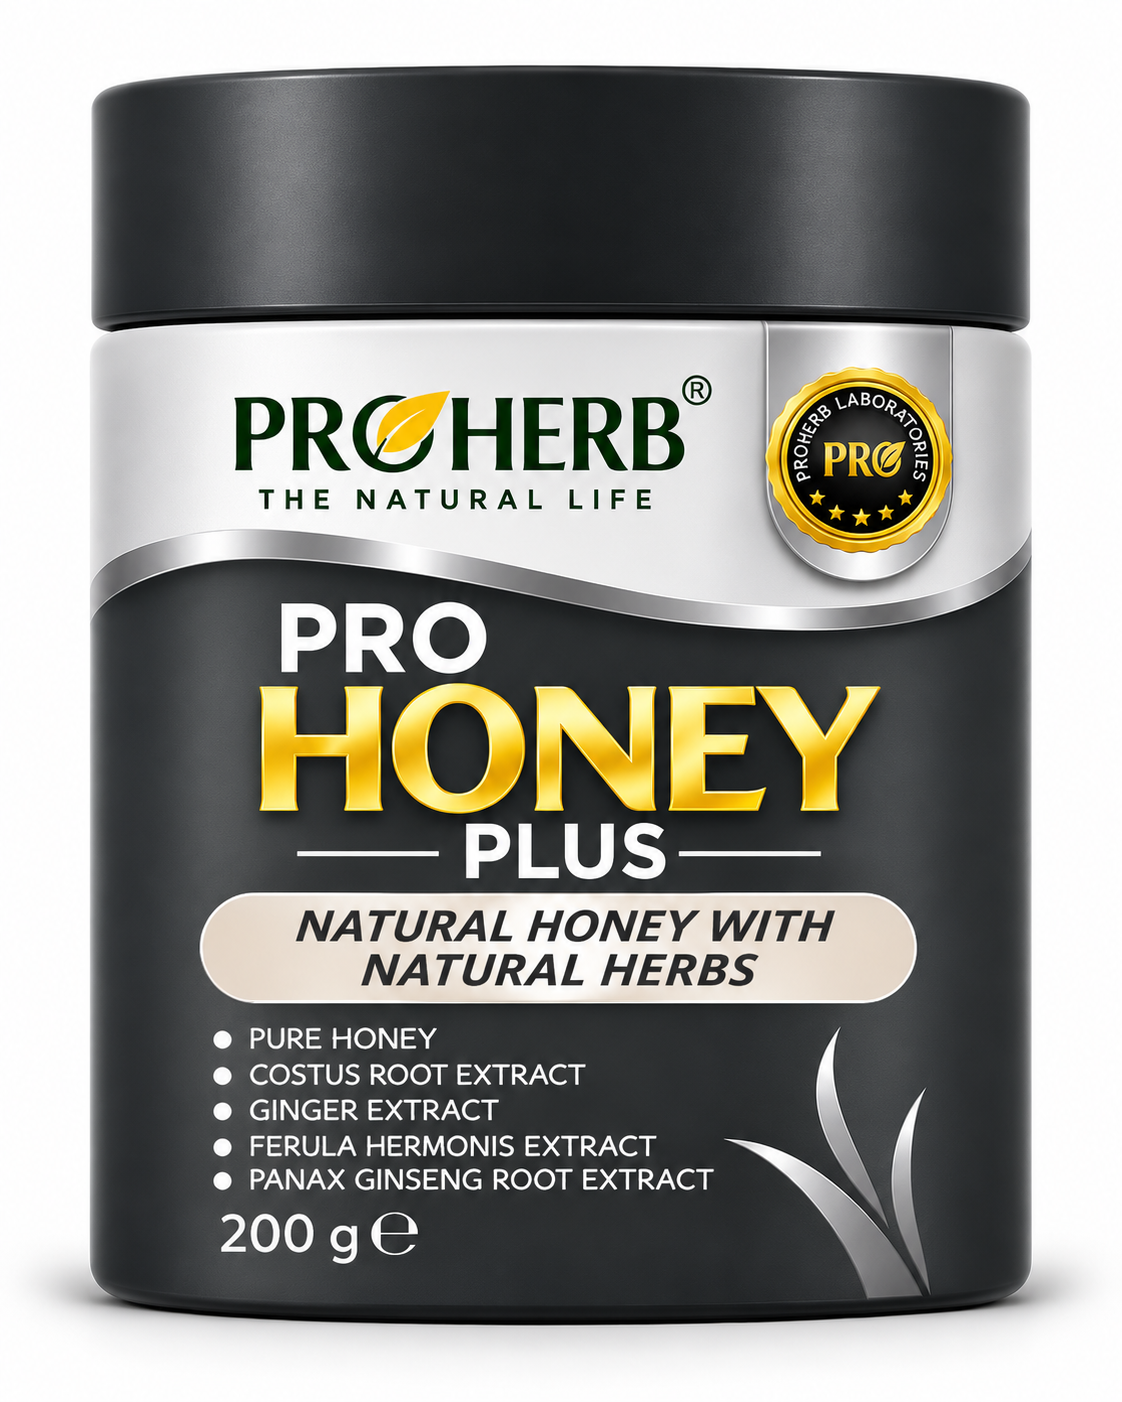 PROHERB®
THE NATURAL LIFE
PROHERB LABORATORIES
PRO
PRO
HONEY
PLUS
NATURAL HONEY WITH
NATURAL HERBS
PURE HONEY
COSTUS ROOT EXTRACT
GINGER EXTRACT
FERULA HERMONIS EXTRACT
PANAX GINSENG ROOT EXTRACT
200 g ℮